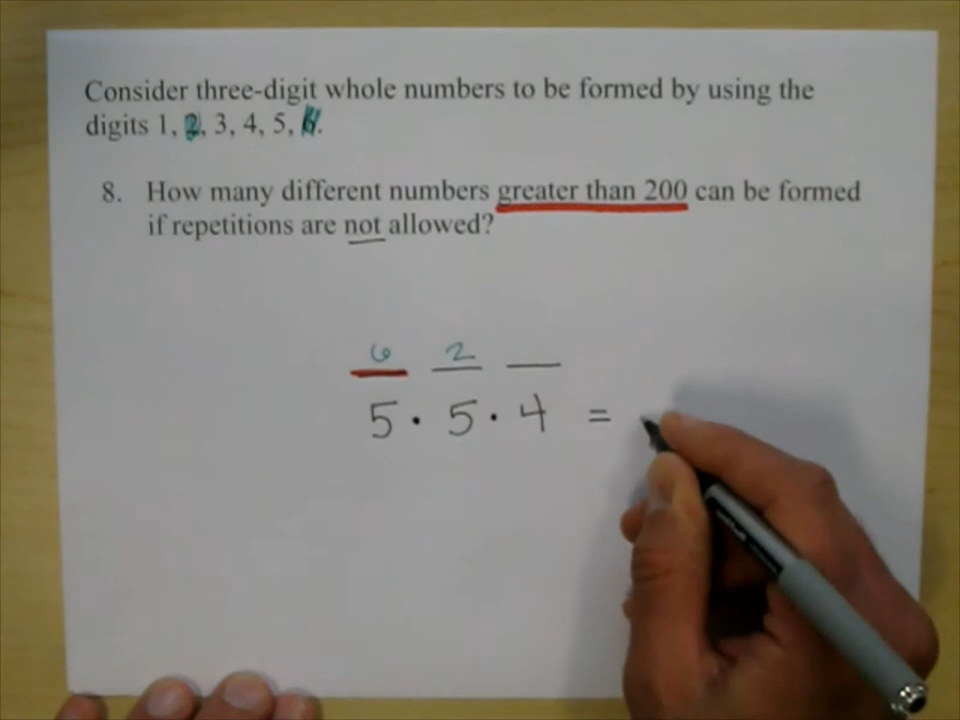 Consider three-digit whole numbers to be formed by using the
digits 1, 2, 3, 4, 5, 6.
8. How many different numbers greater than 200 can be formed
if repetitions are not allowed?
6 2
5 · 5 · 4 =